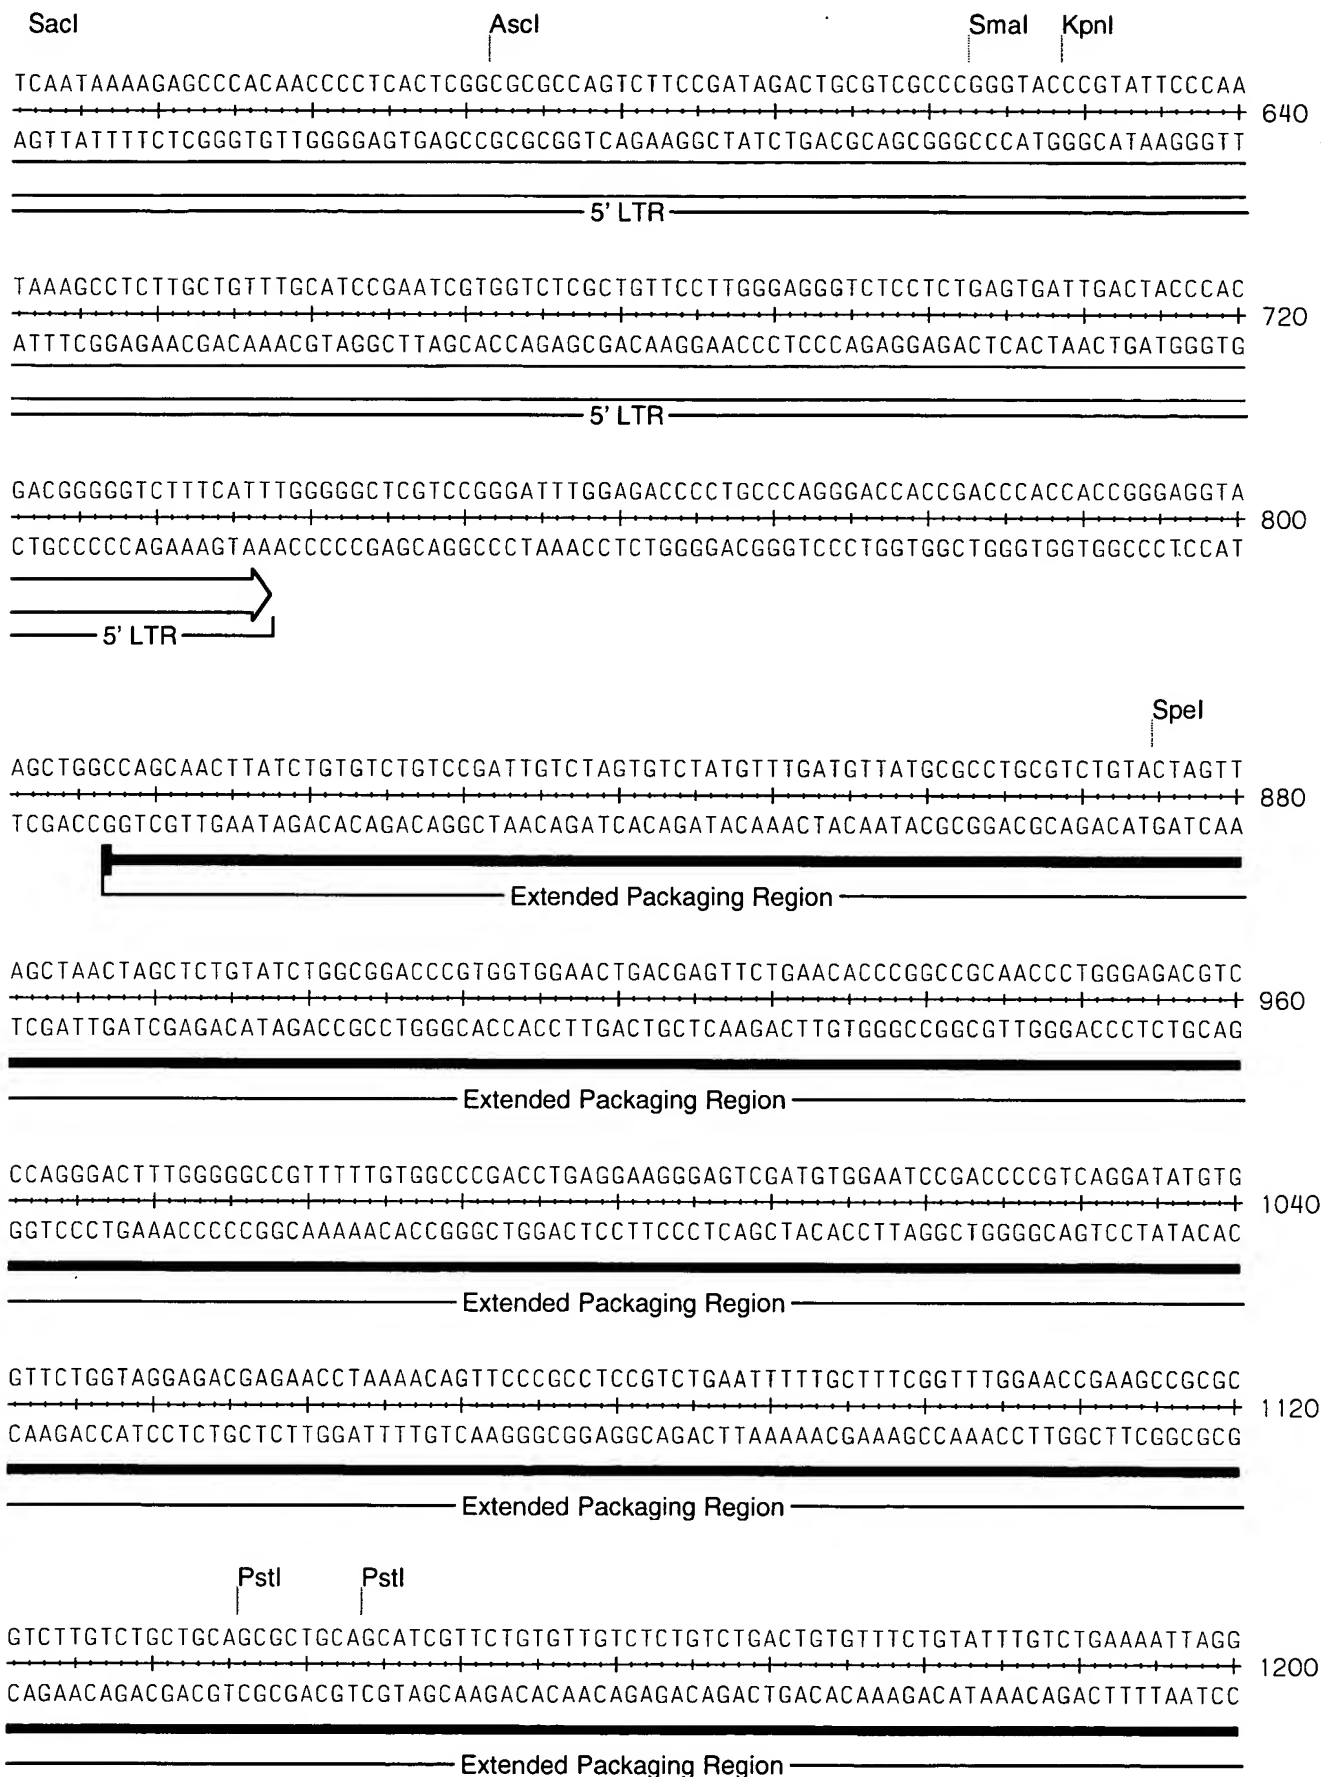 SacI AscI SmaI KpnI
TCAATAAAAGAGCCCACAACCCCTCACTCGGCGCGCCAGTCTTCCGATAGACTGCGTCGCCCGGGTACCCGTATTCCCAA
640
AGTTATTTTCTCGGGTGTTGGGGAGTGAGCCGCGCGGTCAGAAGGCTATCTGACGCAGCGGGCCCATGGGCATAAGGGTT
5' LTR
TAAAGCCTCTTGCTGTTTGCATCCGAATCGTGGTCTCGCTGTTCCTTGGGAGGGTCTCCTCTGAGTGATTGACTACCCAC
720
ATTTCGGAGAACGACAAACGTAGGCTTAGCACCAGAGCGACAAGGAACCCTCCCAGAGGAGACTCACTAACTGATGGGTG
5' LTR
GACGGGGGTCTTTCATTTGGGGGCTCGTCCGGGATTTGGAGACCCCTGCCCAGGGACCACCGACCCACCACCGGGAGGTA
800
CTGCCCCCAGAAAGTAAACCCCCGAGCAGGCCCTAAACCTCTGGGGACGGGTCCCTGGTGGCTGGGTGGTGGCCCTCCAT
5' LTR
SpeI
AGCTGGCCAGCAACTTATCTGTGTCTGTCCGATTGTCTAGTGTCTATGTTTGATGTTATGCGCCTGCGTCTGTACTAGTT
880
TCGACCGGTCGTTGAATAGACACAGACAGGCTAACAGATCACAGATACAAACTACAATACGCGGACGCAGACATGATCAA
Extended Packaging Region
AGCTAACTAGCTCTGTATCTGGCGGACCCGTGGTGGAACTGACGAGTTCTGAACACCCGGCCGCAACCCTGGGAGACGTC
960
TCGATTGATCGAGACATAGACCGCCTGGGCACCACCTTGACTGCTCAAGACTTGTGGGCCGGCGTTGGGACCCTCTGCAG
Extended Packaging Region
CCAGGGACTTTGGGGGCCGTTTTTGTGGCCCGACCTGAGGAAGGGAGTCGATGTGGAATCCGACCCCGTCAGGATATGTG
1040
GGTCCCTGAAACCCCCGGCAAAAACACCGGGCTGGACTCCTTCCCTCAGCTACACCTTAGGCTGGGGCAGTCCTATACAC
Extended Packaging Region
GTTCTGGTAGGAGACGAGAACCTAAAACAGTTCCCGCCTCCGTCTGAATTTTTGCTTTCGGTTTGGAACCGAAGCCGCGC
1120
CAAGACCATCCTCTGCTCTTGGATTTTGTCAAGGGCGGAGGCAGACTTAAAAACGAAAGCCAAACCTTGGCTTCGGCGCG
Extended Packaging Region
PstI PstI
GTCTTGTCTGCTGCAGCGCTGCAGCATCGTTCTGTGTTGTCTCTGTCTGACTGTGTTTCTGTATTTGTCTGAAAATTAGG
1200
CAGAACAGACGACGTCGCGACGTCGTAGCAAGACACAACAGAGACAGACTGACACAAAGACATAAACAGACTTTTAATCC
Extended Packaging Region